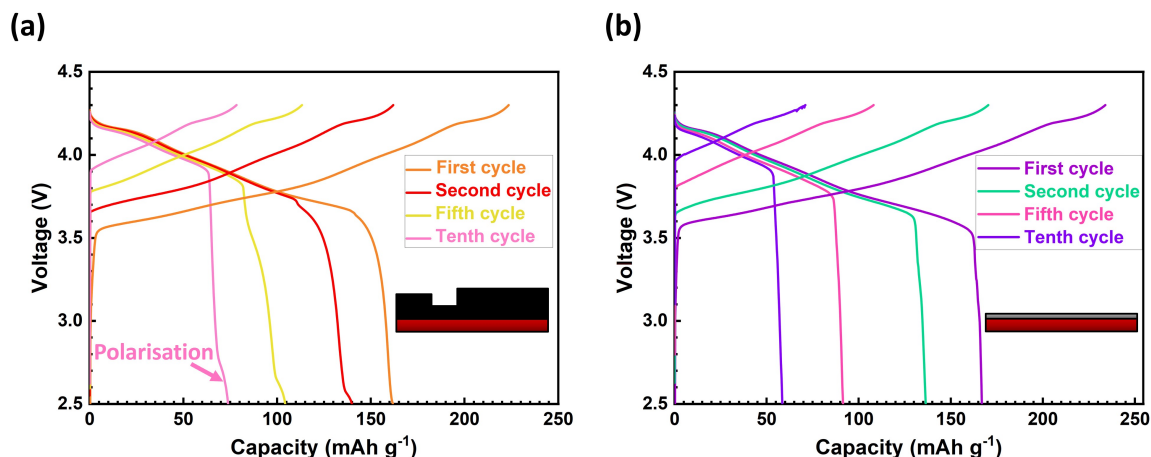 (a)
4.5
4.0
3.5
3.0
2.5
Voltage (V)
First cycle
Second cycle
Fifth cycle
Tenth cycle
Polarisation
0
50
100
150
200
250
Capacity (mAh g⁻¹)
(b)
4.5
4.0
3.5
3.0
2.5
Voltage (V)
First cycle
Second cycle
Fifth cycle
Tenth cycle
0
50
100
150
200
250
Capacity (mAh g⁻¹)